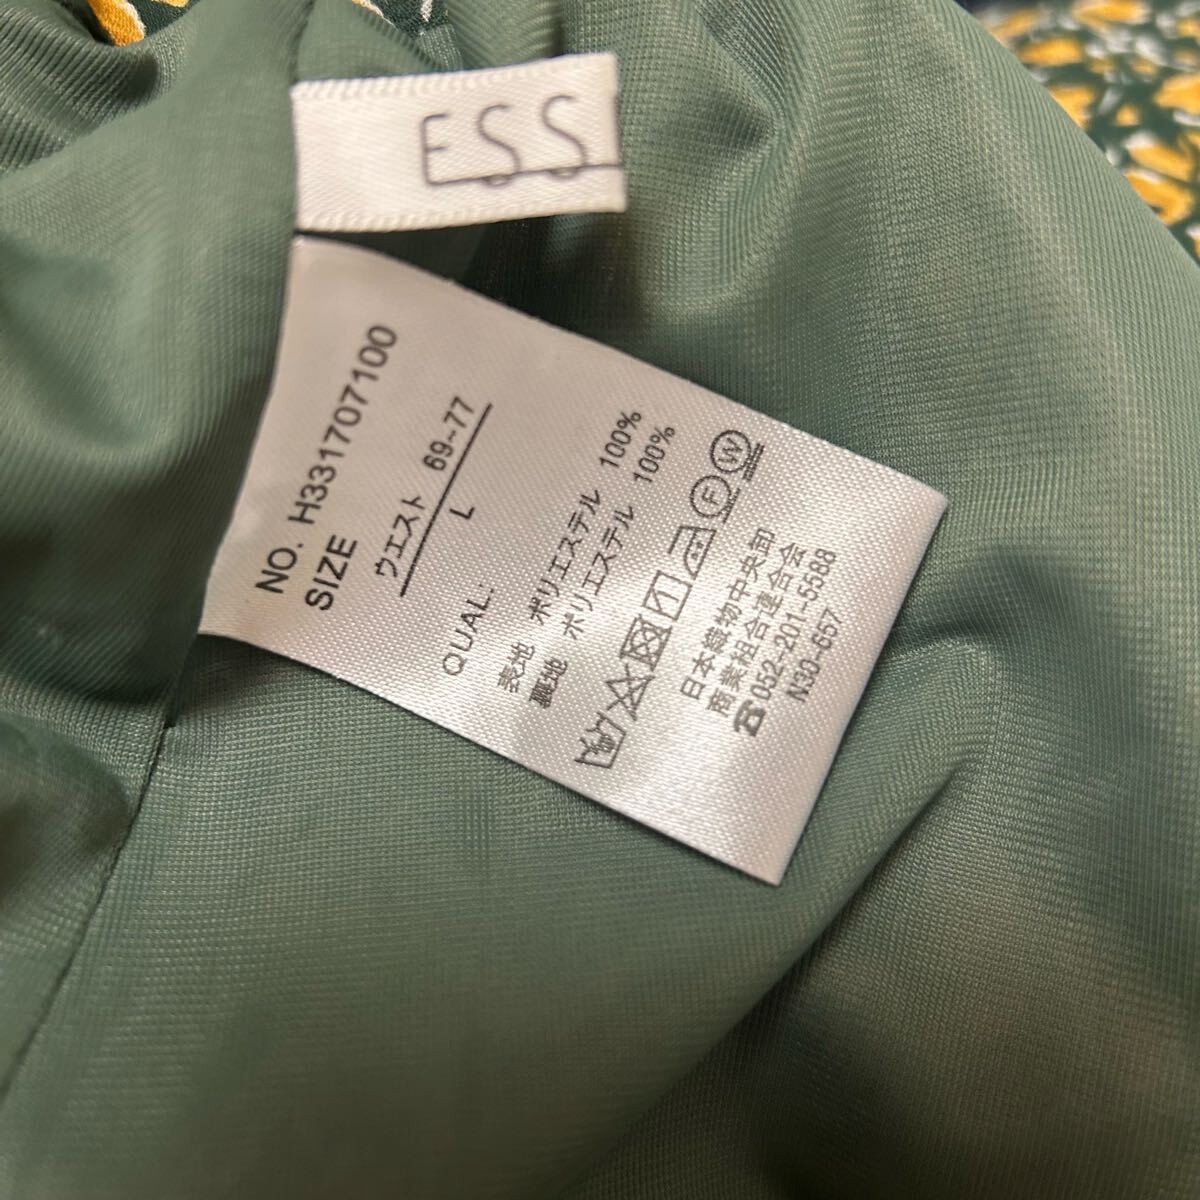 ESS
NO. H331707100
SIZE
ウエスト 69~77
L
QUAL:
表地 ポリエステル 100%
裏地 ポリエステル 100%
F W
日本織物中央卸
商業組合連合会
☎052-201-5588
N30-657